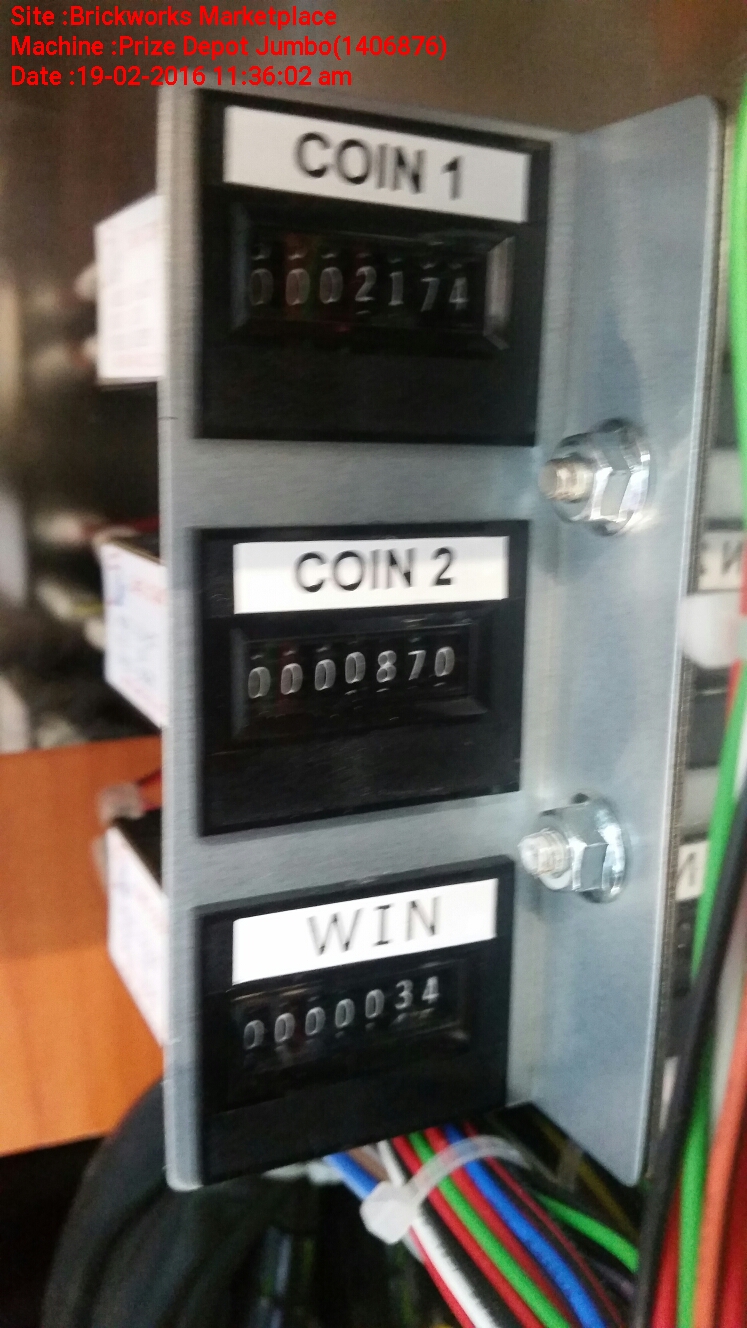 Site :Brickworks Marketplace
Machine :Prize Depot Jumbo(1406876)
Date :19-02-2016 11:36:02 am
COIN 1
0002174
COIN 2
0000870
WIN
0000034